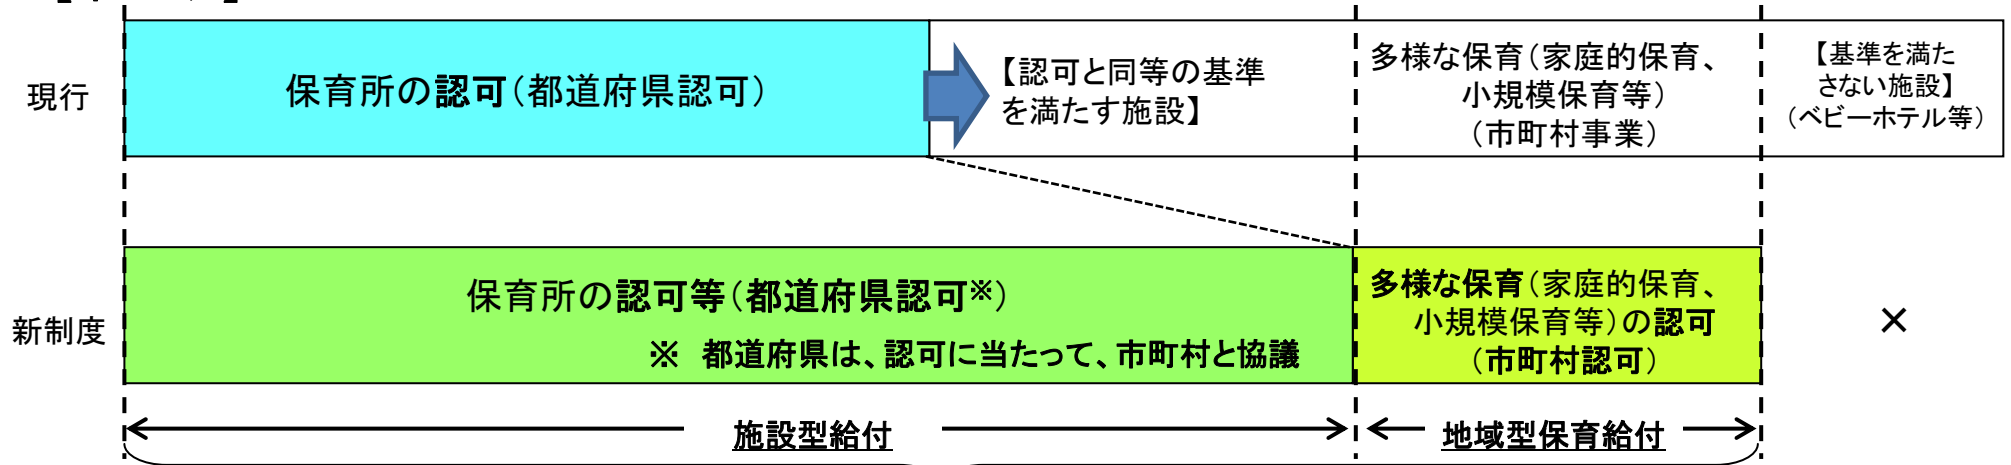 現行
保育所の認可（都道府県認可）
【認可と同等の基準
を満たす施設】
多様な保育（家庭的保育、
小規模保育等）
（市町村事業）
【基準を満た
さない施設】
（ベビーホテル等）
新制度
保育所の認可等（都道府県認可※）
※　都道府県は、認可に当たって、市町村と協議
多様な保育（家庭的保育、
小規模保育等）の認可
（市町村認可）
×
施設型給付
地域型保育給付